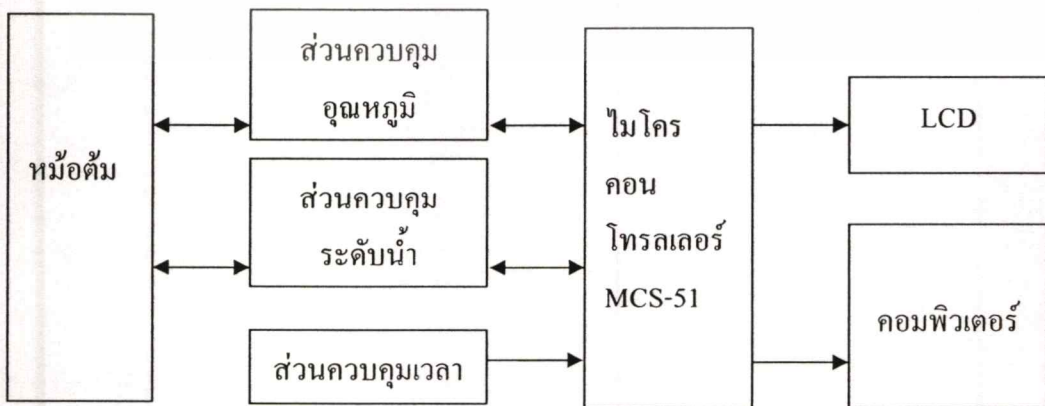 หม้อต้ม
ส่วนควบคุม
อุณหภูมิ
ส่วนควบคุม
ระดับน้ำ
ส่วนควบคุมเวลา
ไมโคร
คอน
โทรลเลอร์
MCS-51
LCD
คอมพิวเตอร์